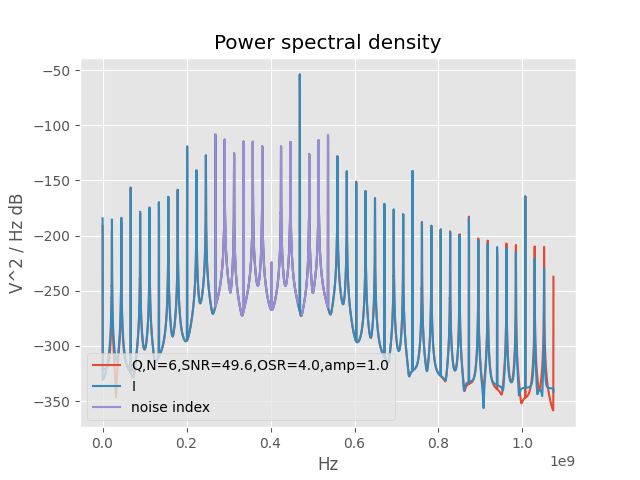 Power spectral density
−50
−100
−150
−200
−250
−300
−350
V^2 / Hz dB
Q,N=6,SNR=49.6,OSR=4.0,amp=1.0
I
noise index
0.0 0.2 0.4 0.6 0.8 1.0
1e9
Hz